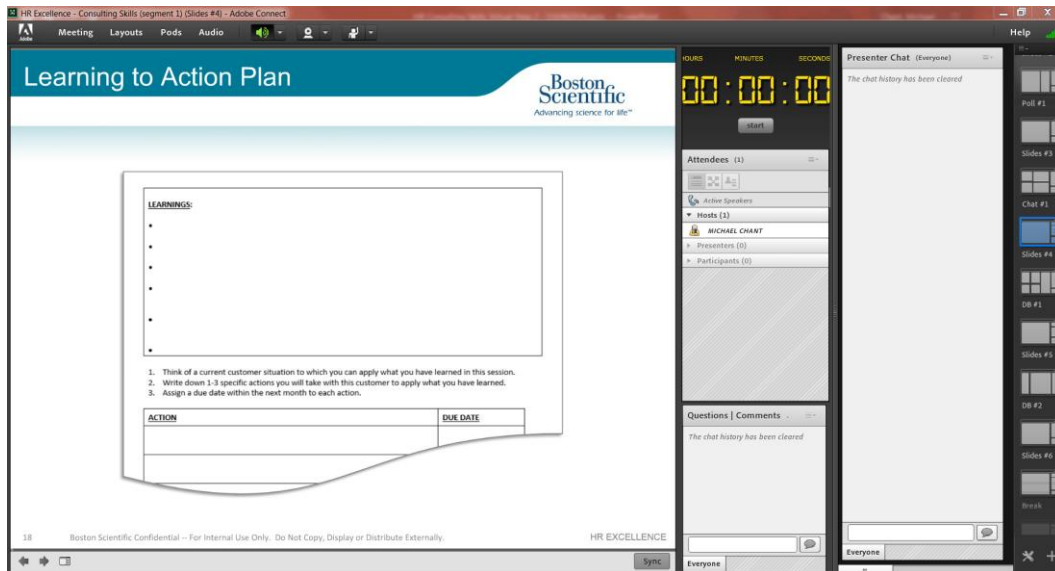 HR Excellence - Consulting Skills (segment 1) (Slides #4) - Adobe Connect
Adobe
Meeting Layouts Pods Audio
Help
Learning to Action Plan
Boston
Scientific
Advancing science for life™
LEARNINGS:
1. Think of a current customer situation to which you can apply what you have learned in this session.
2. Write down 1-3 specific actions you will take with this customer to apply what you have learned.
3. Assign a due date within the next month to each action.
ACTION DUE DATE
18 Boston Scientific Confidential -- For Internal Use Only. Do Not Copy, Display or Distribute Externally. HR EXCELLENCE
Sync
HOURS MINUTES SECONDS
00:00:00
start
Attendees (1)
Active Speakers
Hosts (1)
MICHAEL CHANT
Presenters (0)
Participants (0)
Questions | Comments
The chat history has been cleared
Everyone
Presenter Chat (Everyone)
The chat history has been cleared
Everyone
Poll #1
Slides #3
Chat #1
Slides #4
DB #1
Slides #5
DB #2
Slides #6
Break